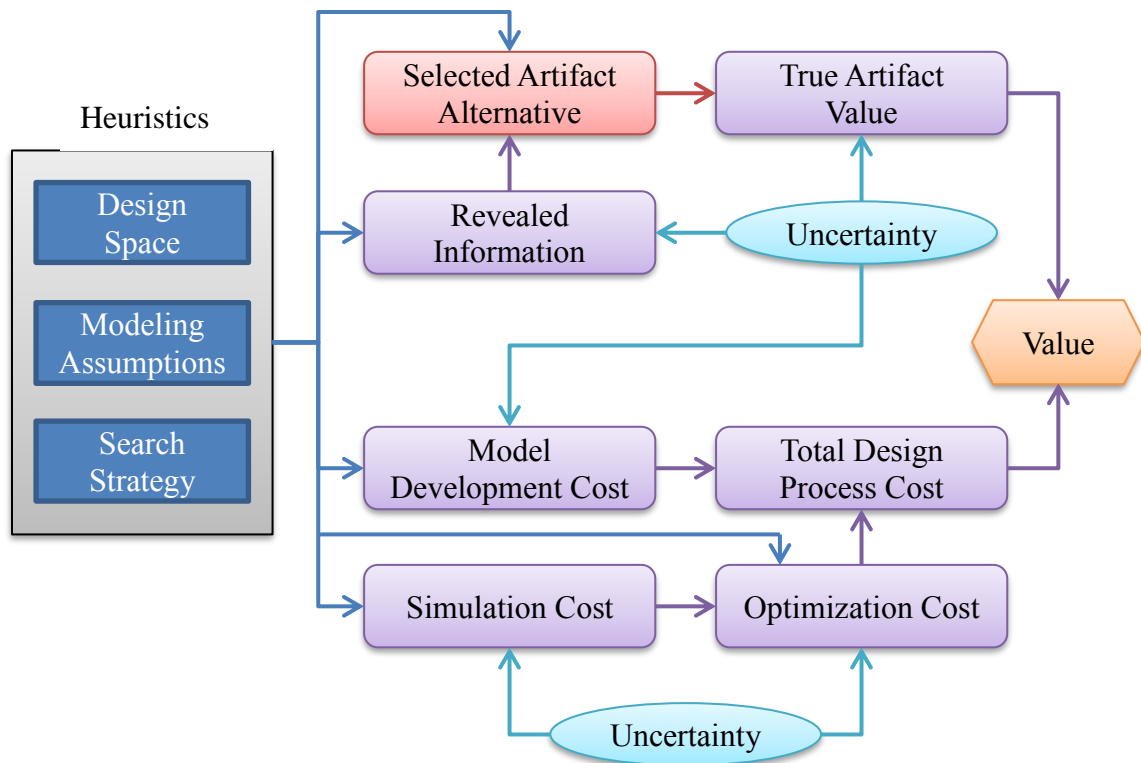 Heuristics
Design
Space
Modeling
Assumptions
Search
Strategy
Selected Artifact
Alternative
True Artifact
Value
Revealed
Information
Uncertainty
Value
Model
Development Cost
Total Design
Process Cost
Simulation Cost
Optimization Cost
Uncertainty